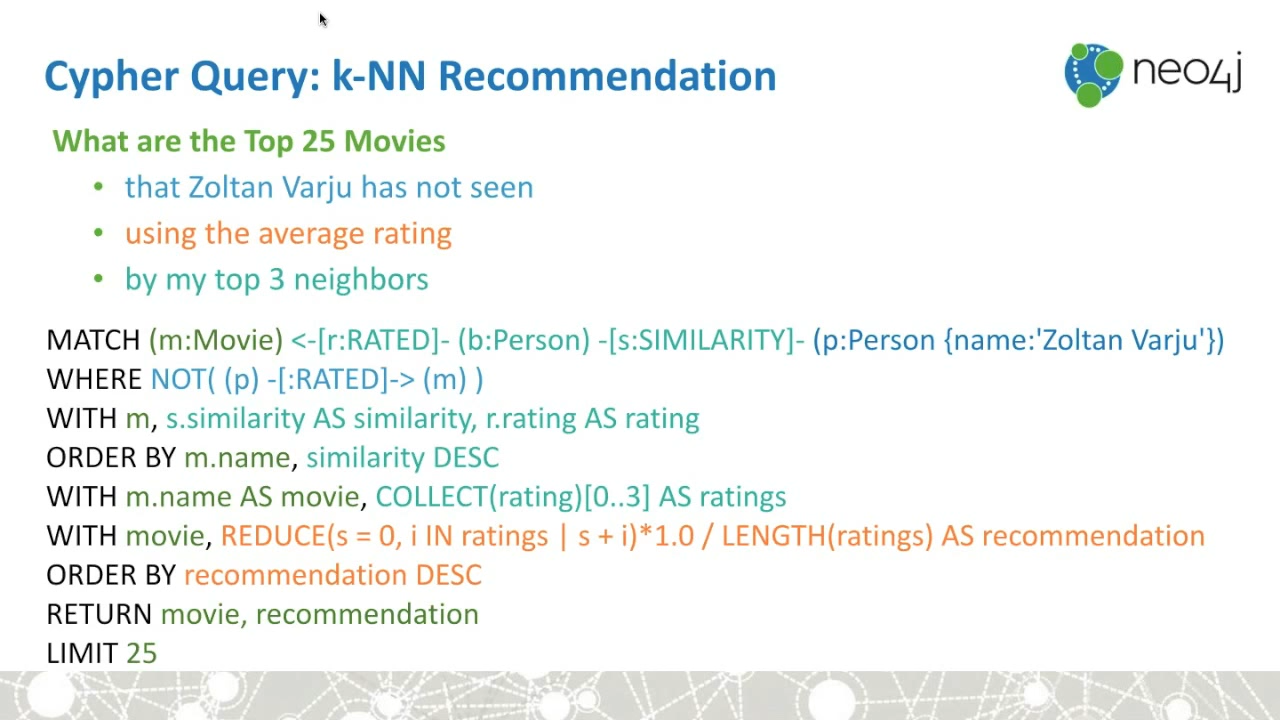 Cypher Query: k-NN Recommendation
neo4j
What are the Top 25 Movies
• that Zoltan Varju has not seen
• using the average rating
• by my top 3 neighbors
MATCH (m:Movie) <-[r:RATED]- (b:Person) -[s:SIMILARITY]- (p:Person {name:'Zoltan Varju'})
WHERE NOT( (p) -[:RATED]-> (m) )
WITH m, s.similarity AS similarity, r.rating AS rating
ORDER BY m.name, similarity DESC
WITH m.name AS movie, COLLECT(rating)[0..3] AS ratings
WITH movie, REDUCE(s = 0, i IN ratings | s + i)*1.0 / LENGTH(ratings) AS recommendation
ORDER BY recommendation DESC
RETURN movie, recommendation
LIMIT 25